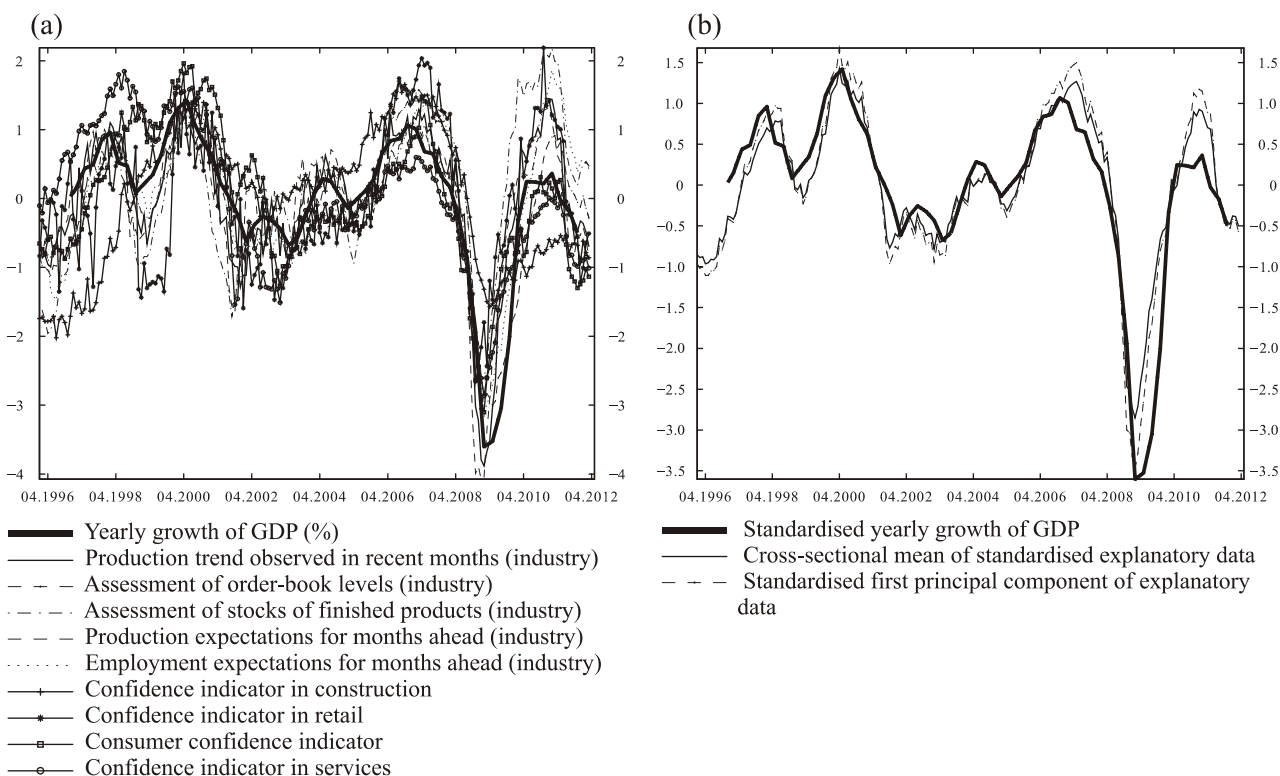 (a)
(b)
2
1
0
−1
−2
−3
−4
2
1
0
−1
−2
−3
−4
04.1996 04.1998 04.2000 04.2002 04.2004 04.2006 04.2008 04.2010 04.2012
1.5
1.0
0.5
0
−0.5
−1.0
−1.5
−2.0
−2.5
−3.0
−3.5
1.5
1.0
0.5
0
−0.5
−1.0
−1.5
−2.0
−2.5
−3.0
−3.5
04.1996 04.1998 04.2000 04.2002 04.2004 04.2006 04.2008 04.2010 04.2012
Yearly growth of GDP (%)
Production trend observed in recent months (industry)
Assessment of order-book levels (industry)
Assessment of stocks of finished products (industry)
Production expectations for months ahead (industry)
Employment expectations for months ahead (industry)
Confidence indicator in construction
Confidence indicator in retail
Consumer confidence indicator
Confidence indicator in services
Standardised yearly growth of GDP
Cross-sectional mean of standardised explanatory data
Standardised first principal component of explanatory
data